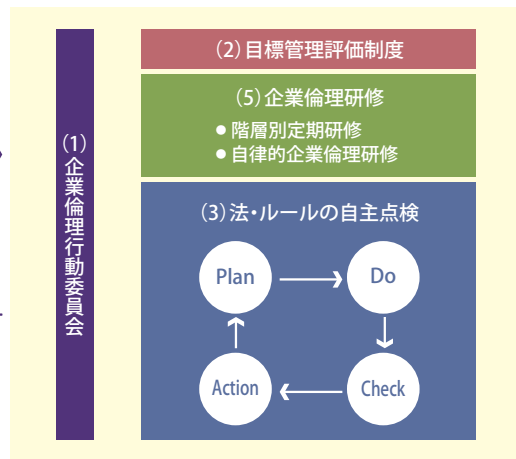 (1)企業倫理行動委員会
(2)目標管理評価制度
(5)企業倫理研修
● 階層別定期研修
● 自律的企業倫理研修
(3)法・ルールの自主点検
Plan
Do
Action
Check